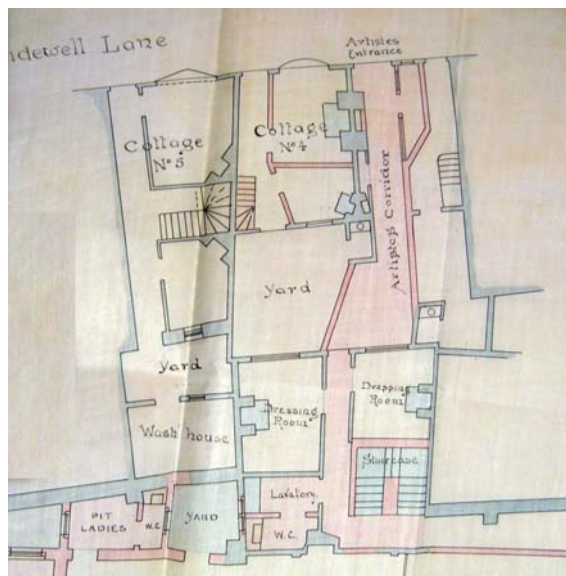 ndewell Lane
Artistes
Entrance
Cottage
No 5
Cottage
No 4
Artistes Corridor
Yard
Yard
Dressing
Room
Dressing
Room
Wash house
Staircase
Lavatory
PIT
LADIES
W.C.
YARD
W.C.